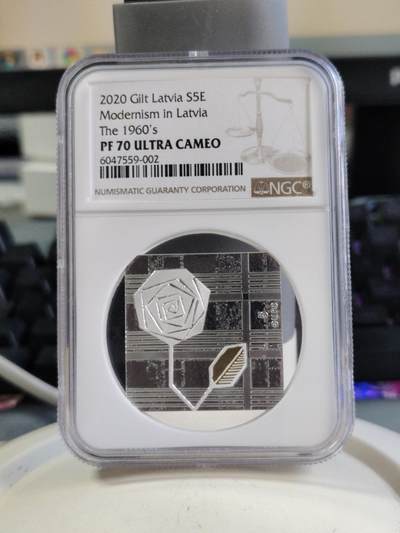 2020 Gilt Latvia S5E
Modernism in Latvia
The 1960's
PF 70 ULTRA CAMEO
6047559-002
NUMISMATIC GUARANTY CORPORATION
NGC®